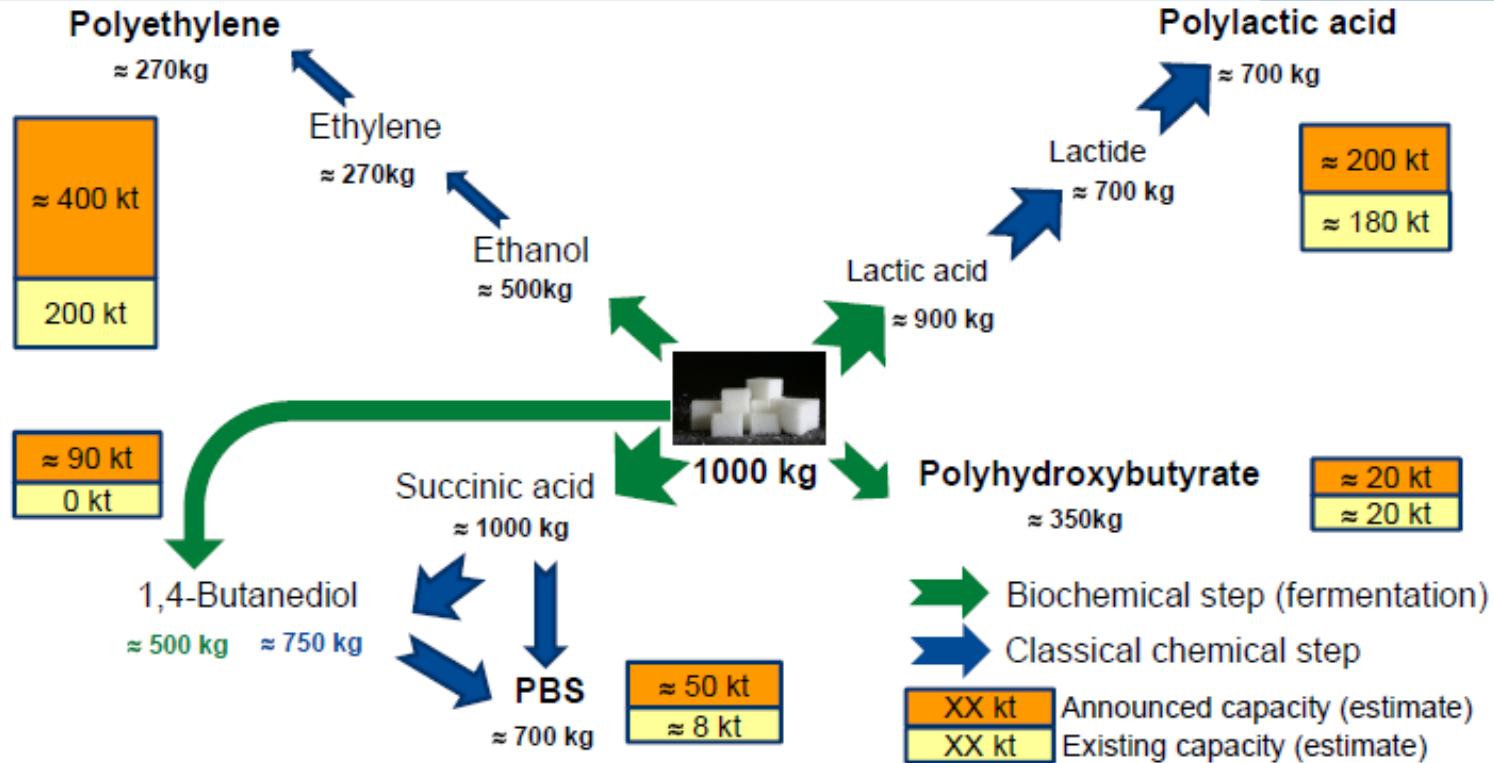 Polyethylene
≈ 270kg
Ethylene
≈ 270kg
Ethanol
≈ 500kg
≈ 400 kt
200 kt
Polylactic acid
≈ 700 kg
Lactide
≈ 700 kg
Lactic acid
≈ 900 kg
≈ 200 kt
≈ 180 kt
1000 kg
≈ 90 kt
0 kt
Succinic acid
≈ 1000 kg
1,4-Butanediol
≈ 500 kg ≈ 750 kg
PBS
≈ 700 kg
≈ 50 kt
≈ 8 kt
Polyhydroxybutyrate
≈ 350kg
≈ 20 kt
≈ 20 kt
Biochemical step (fermentation)
Classical chemical step
XX kt Announced capacity (estimate)
XX kt Existing capacity (estimate)